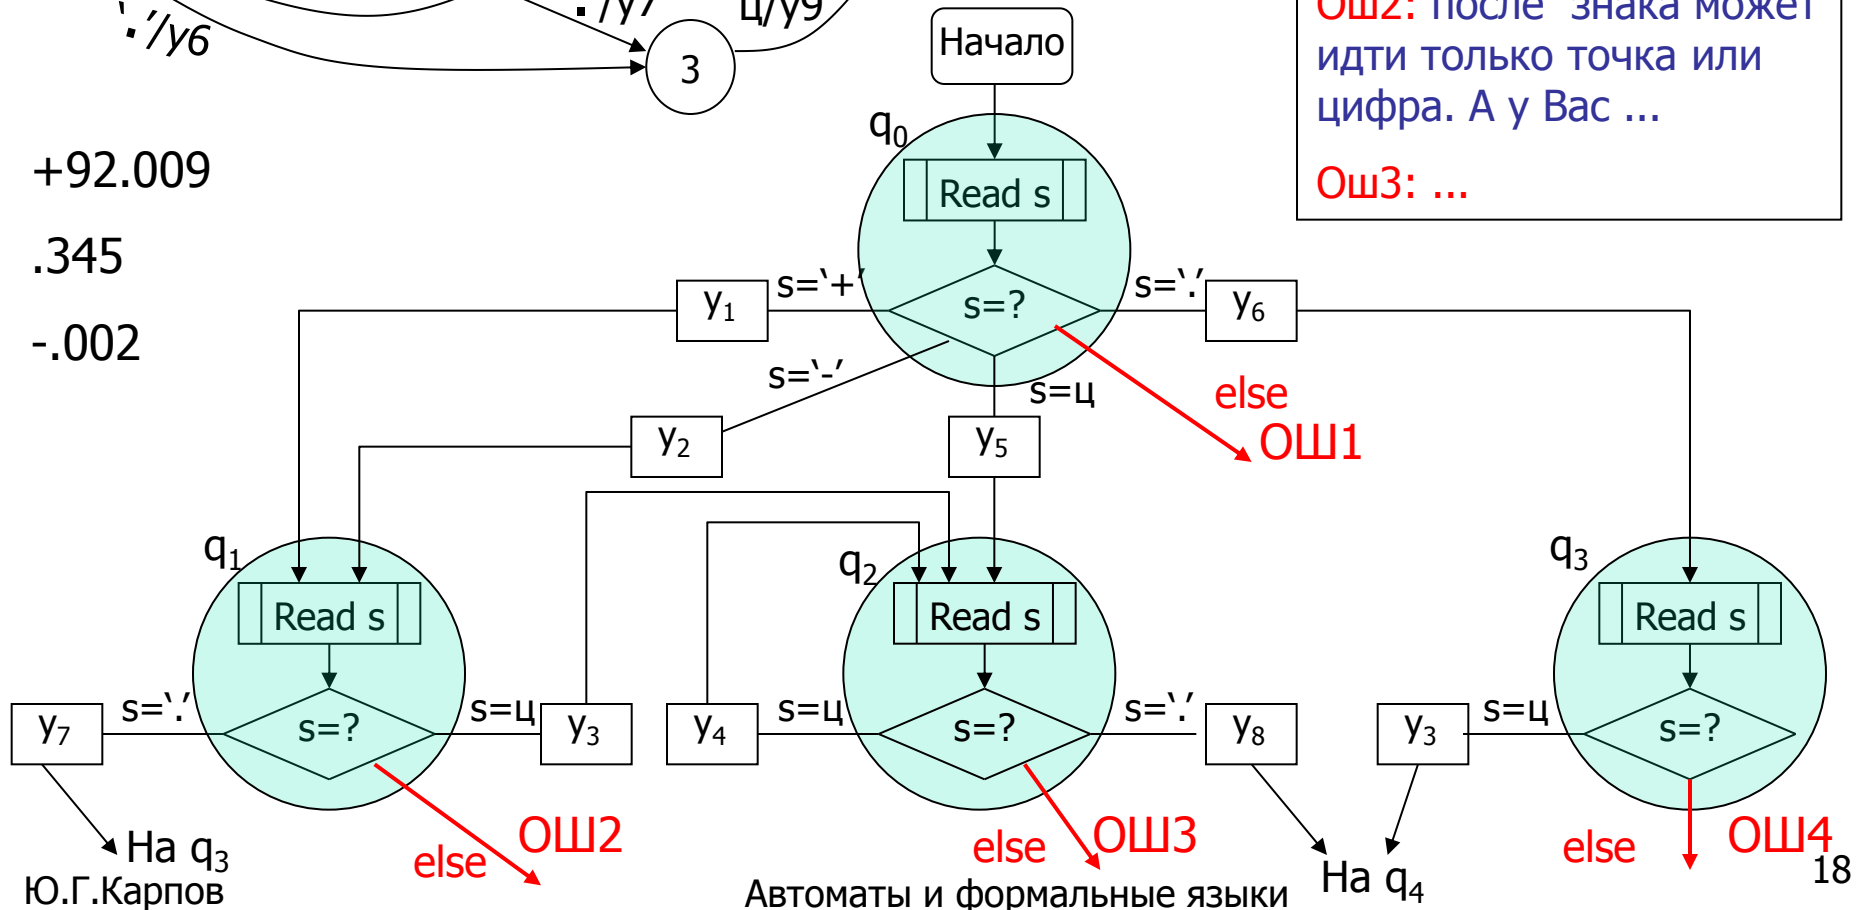 '.'/y6
'.'/y7
ц/y9
3
Начало
Ош2: после знака может
идти только точка или
цифра. А у Вас ...
Ош3: ...
+92.009
.345
-.002
q0
Read s
s=?
s='+'
y1
s='.'
y6
s='-'
y2
s=ц
y5
else
ОШ1
q1
Read s
s=?
s='.'
y7
s=ц
y3
На q3
else
ОШ2
q2
Read s
s=?
s=ц
y4
s='.'
y8
else
ОШ3
q3
Read s
s=?
s=ц
y3
На q4
else
ОШ4
Ю.Г.Карпов
Автоматы и формальные языки
18